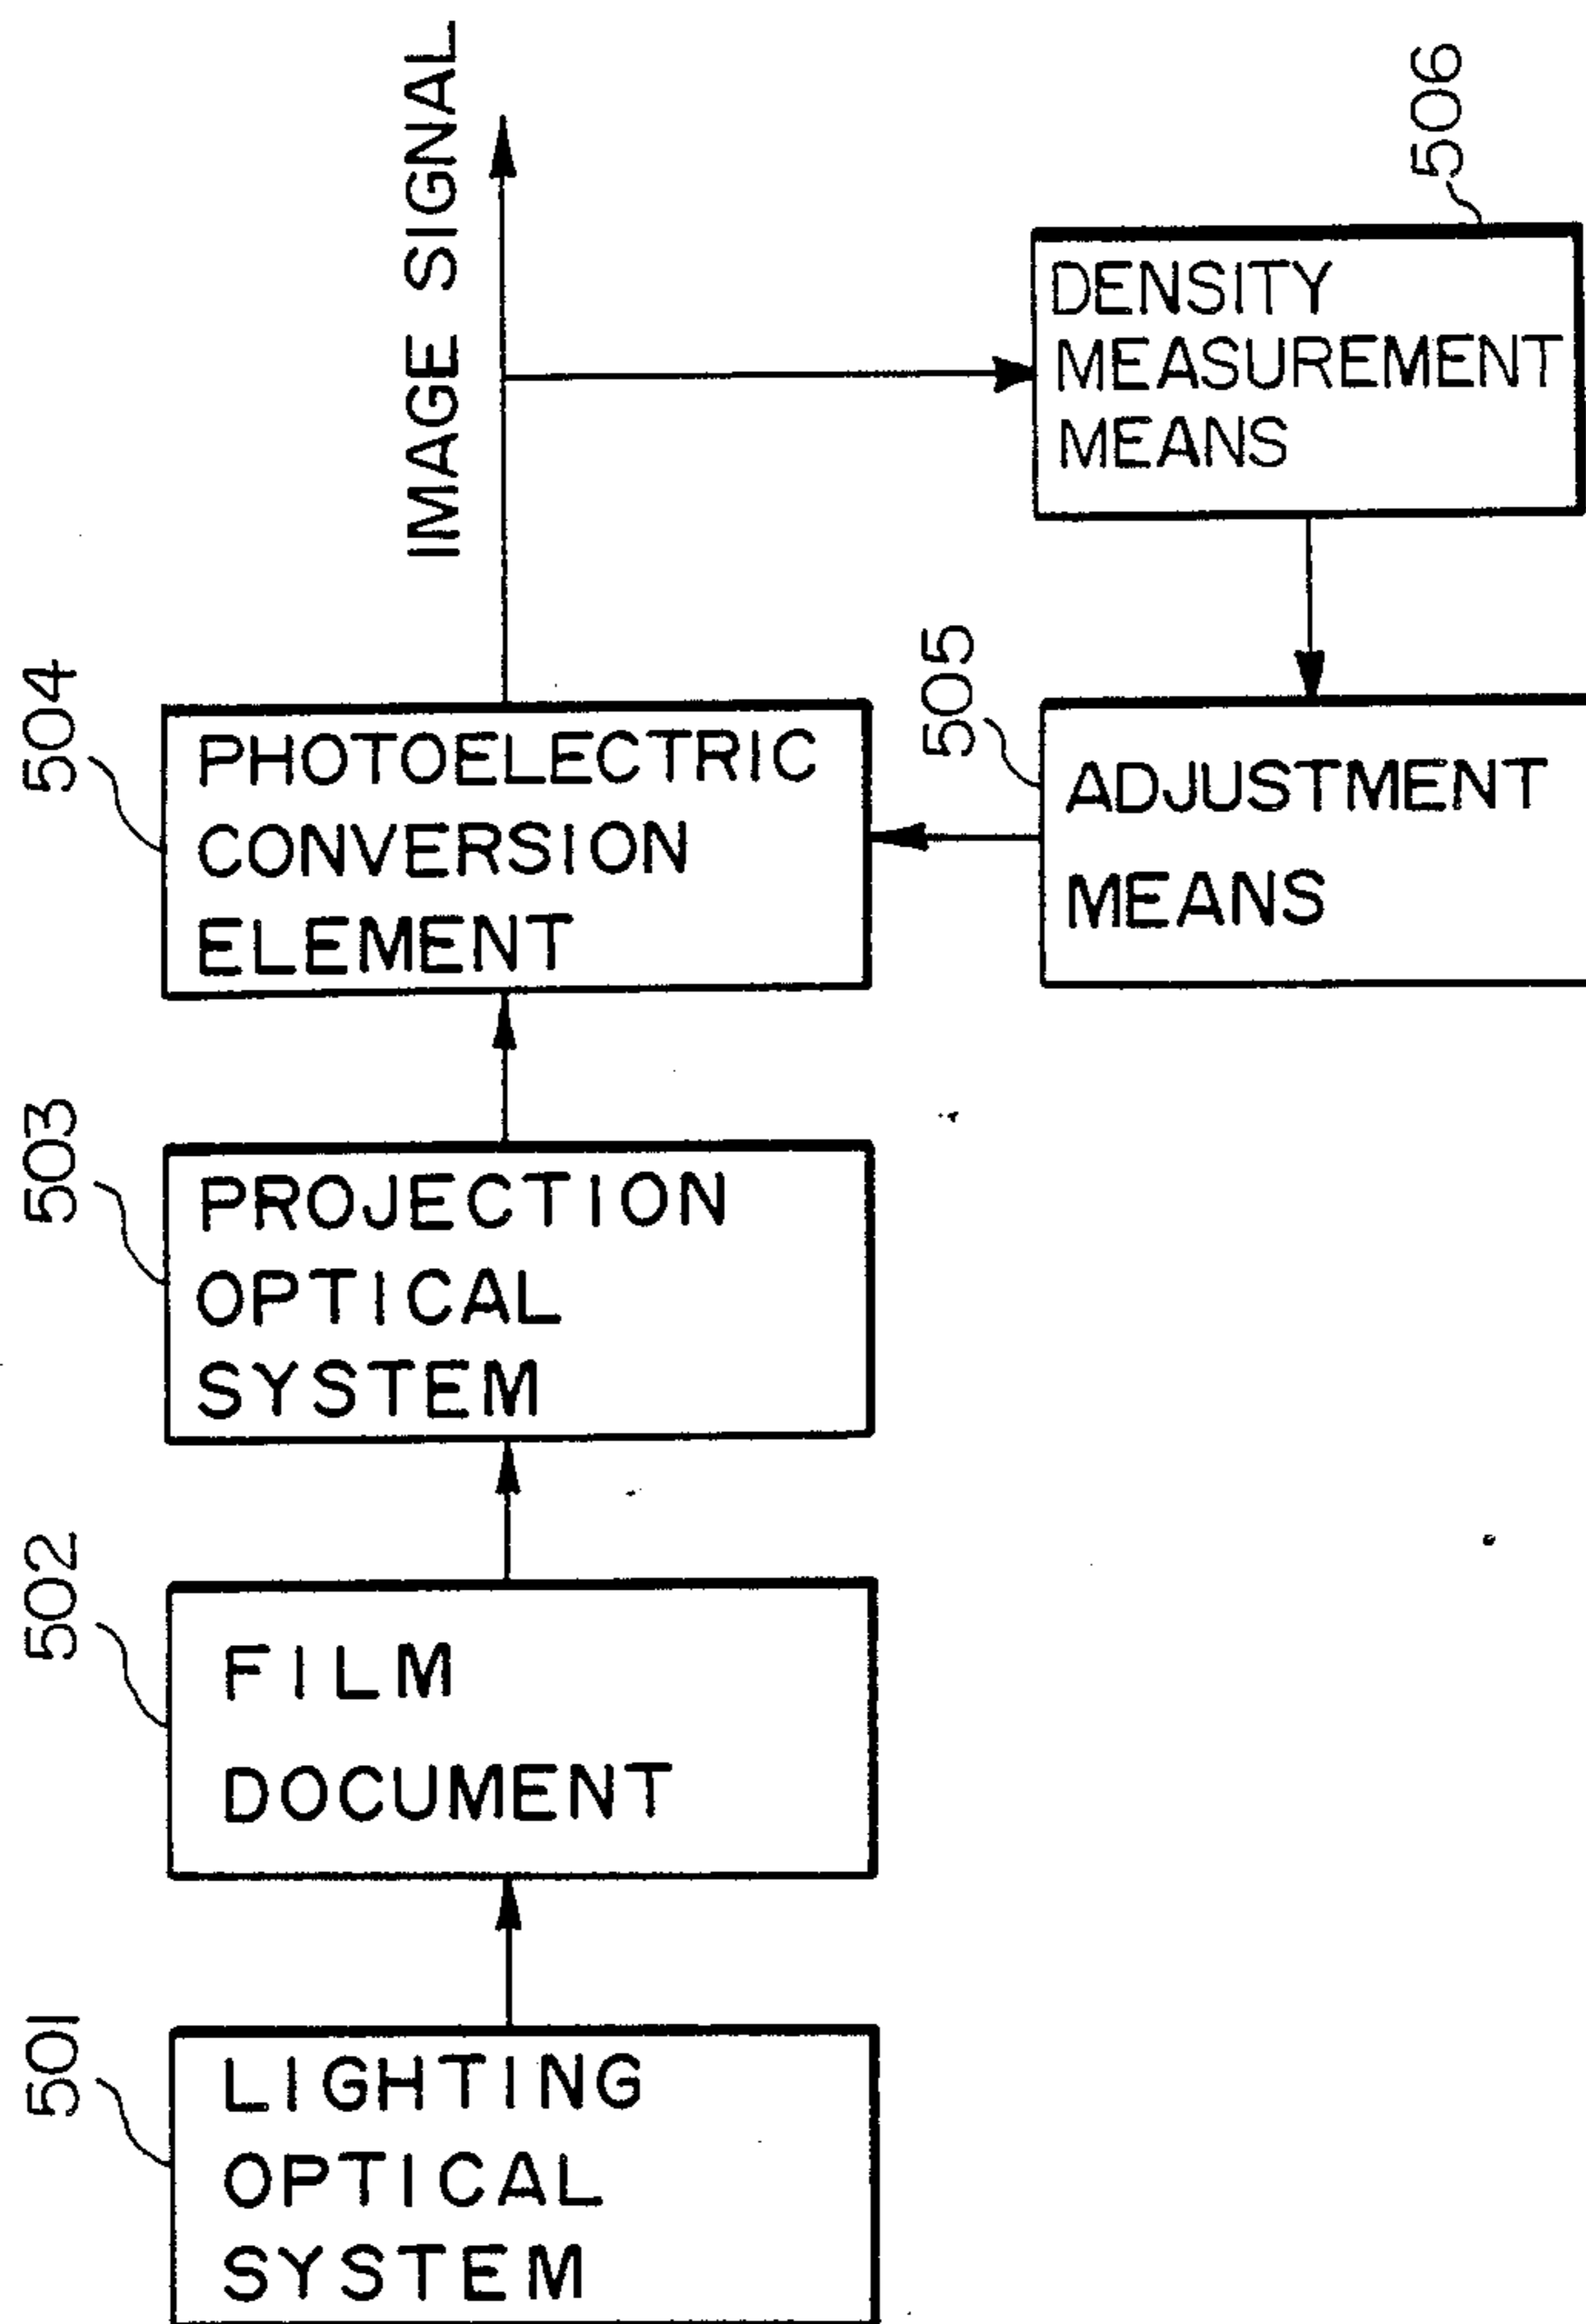 501
LIGHTING
OPTICAL
SYSTEM
502
FILM
DOCUMENT
503
PROJECTION
OPTICAL
SYSTEM
504
PHOTOELECTRIC
CONVERSION
ELEMENT
IMAGE SIGNAL
505
ADJUSTMENT
MEANS
506
DENSITY
MEASUREMENT
MEANS